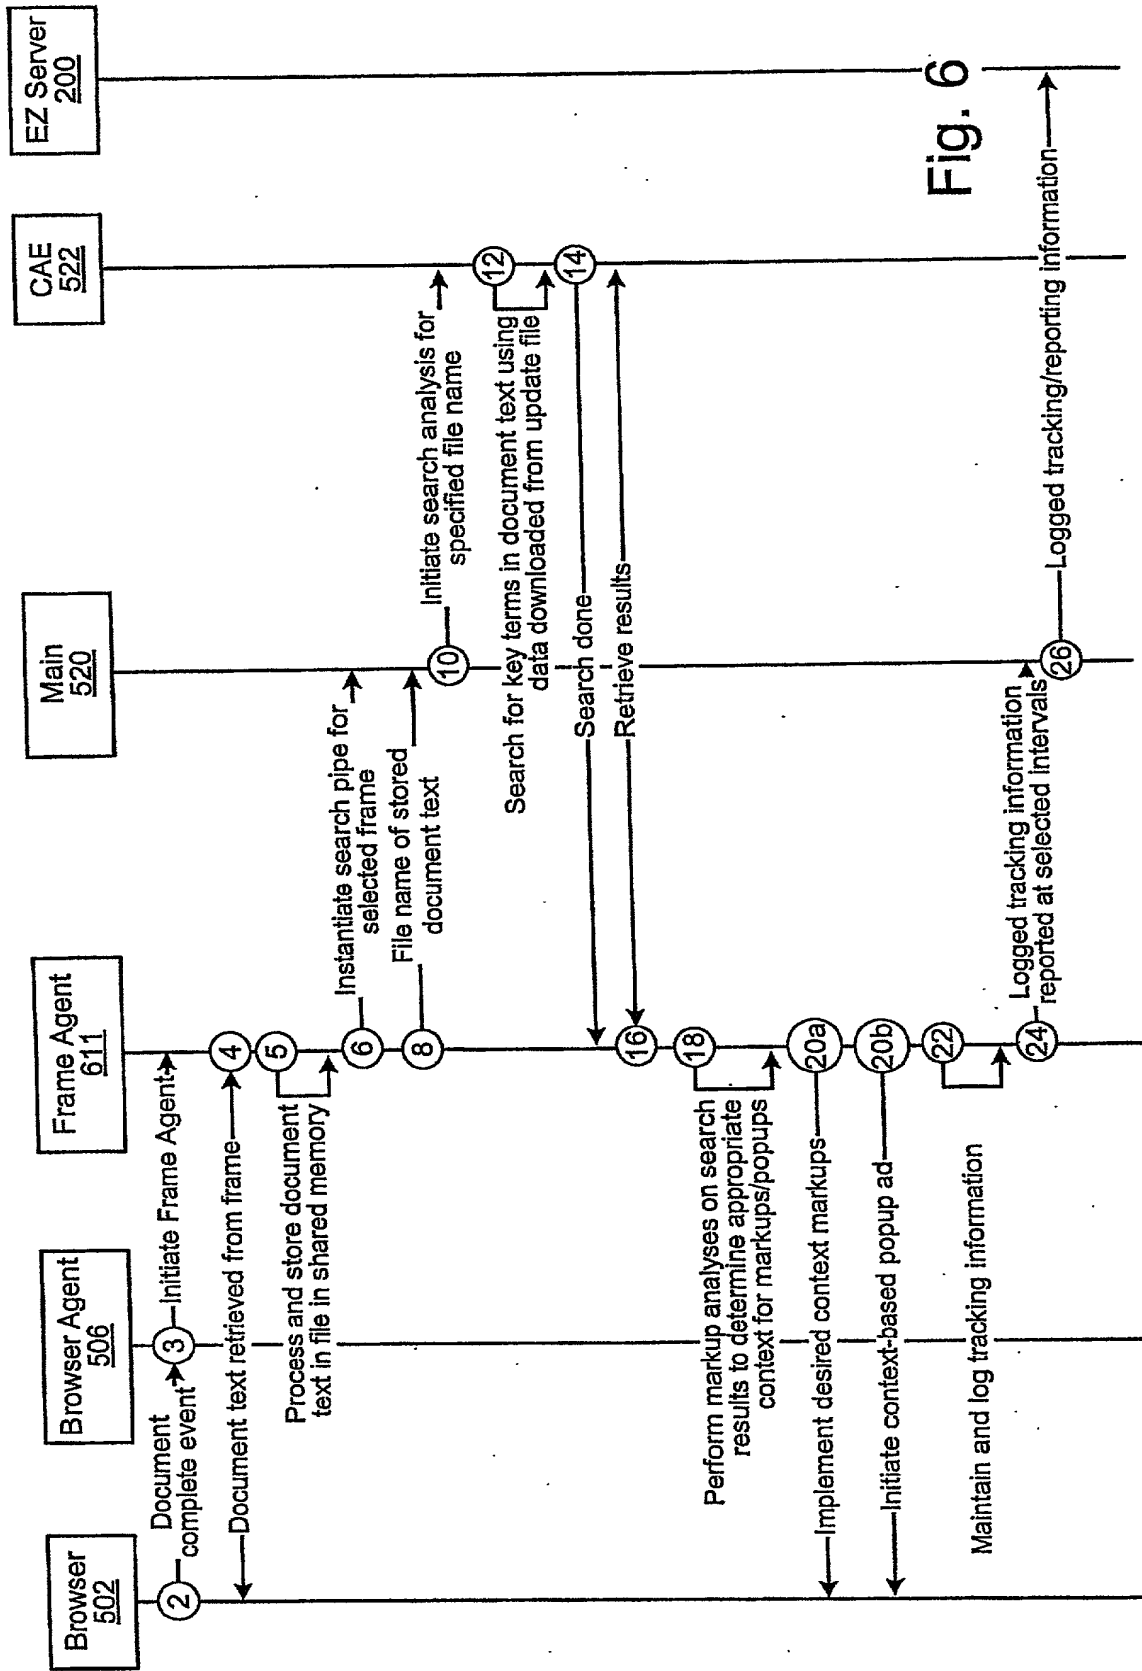 Browser
502
Browser Agent
506
Frame Agent
611
Main
520
CAE
522
EZ Server
200
2
Document
complete event
3
Initiate Frame Agent
4
Document text retrieved from frame
5
Process and store document
text in file in shared memory
6
Instantiate search pipe for
selected frame
8
File name of stored
document text
10
Initiate search analysis for
specified file name
12
Search for key terms in document text using
data downloaded from update file
14
Search done
Retrieve results
16
18
Perform markup analyses on search
results to determine appropriate
context for markups/popups
20a
Implement desired context markups
20b
Initiate context-based popup ad
22
Maintain and log tracking information
24
Logged tracking information
reported at selected intervals
26
Logged tracking/reporting information
Fig. 6